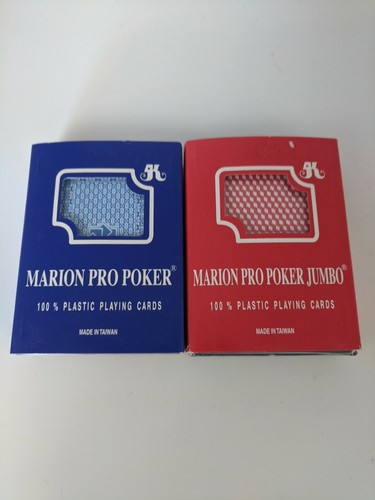 MARION PRO POKER®
100 % PLASTIC PLAYING CARDS
MADE IN TAIWAN
MARION PRO POKER JUMBO®
100 % PLASTIC PLAYING CARDS
MADE IN TAIWAN